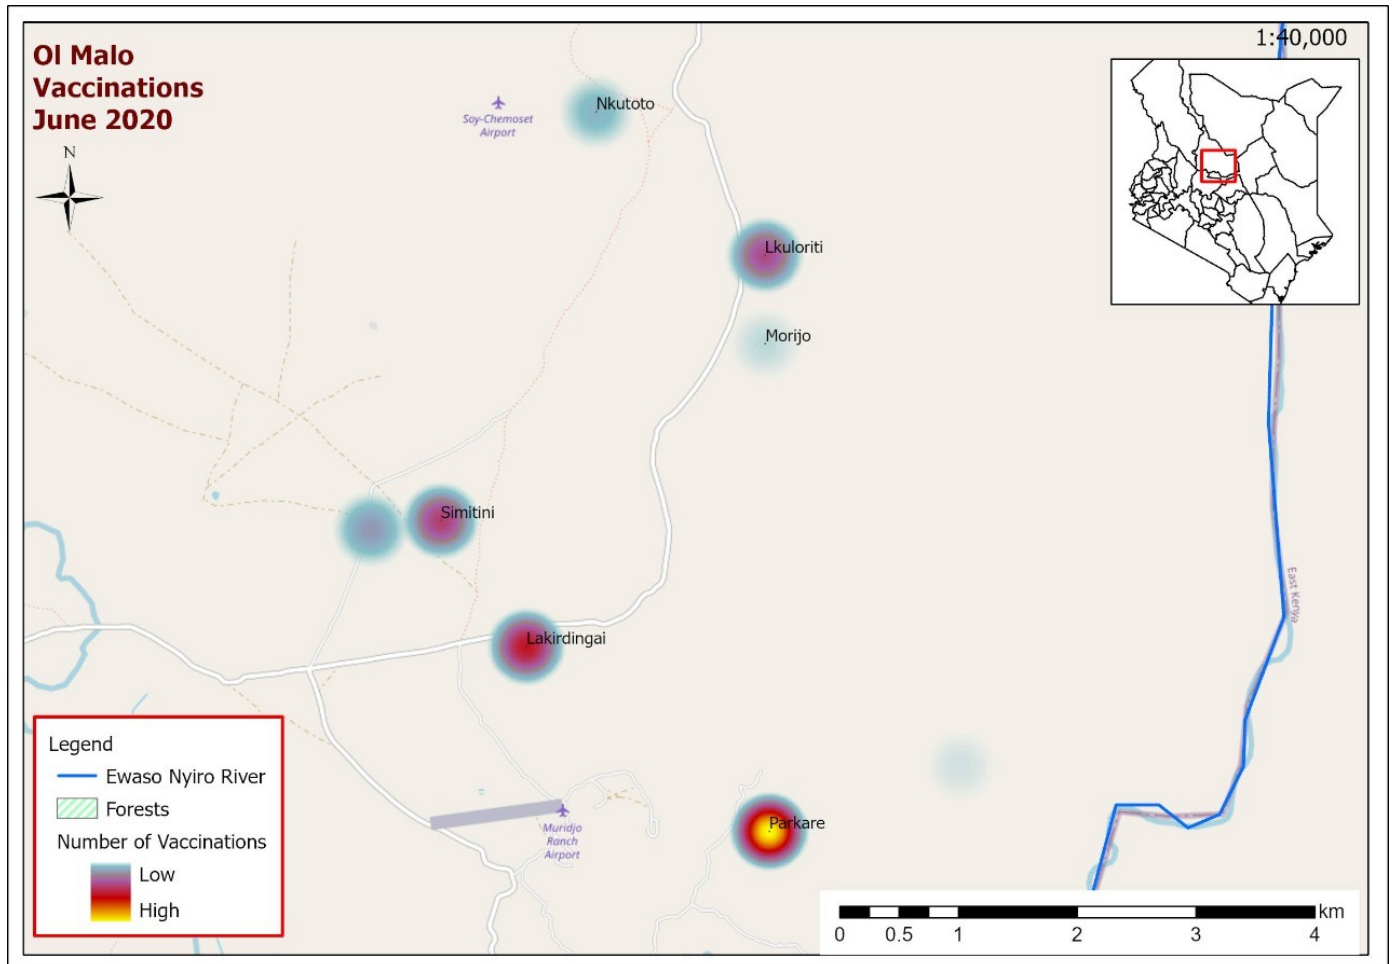 Ol Malo
Vaccinations
June 2020
N
1:40,000
Soy-Chemoset
Airport
Nkutoto
Lkuloriti
Morijo
Simitini
Lakirdingai
East Kenya
Muridjo
Ranch
Airport
Parkare
Legend
Ewaso Nyiro River
Forests
Number of Vaccinations
Low
High
km
0 0.5 1 2 3 4